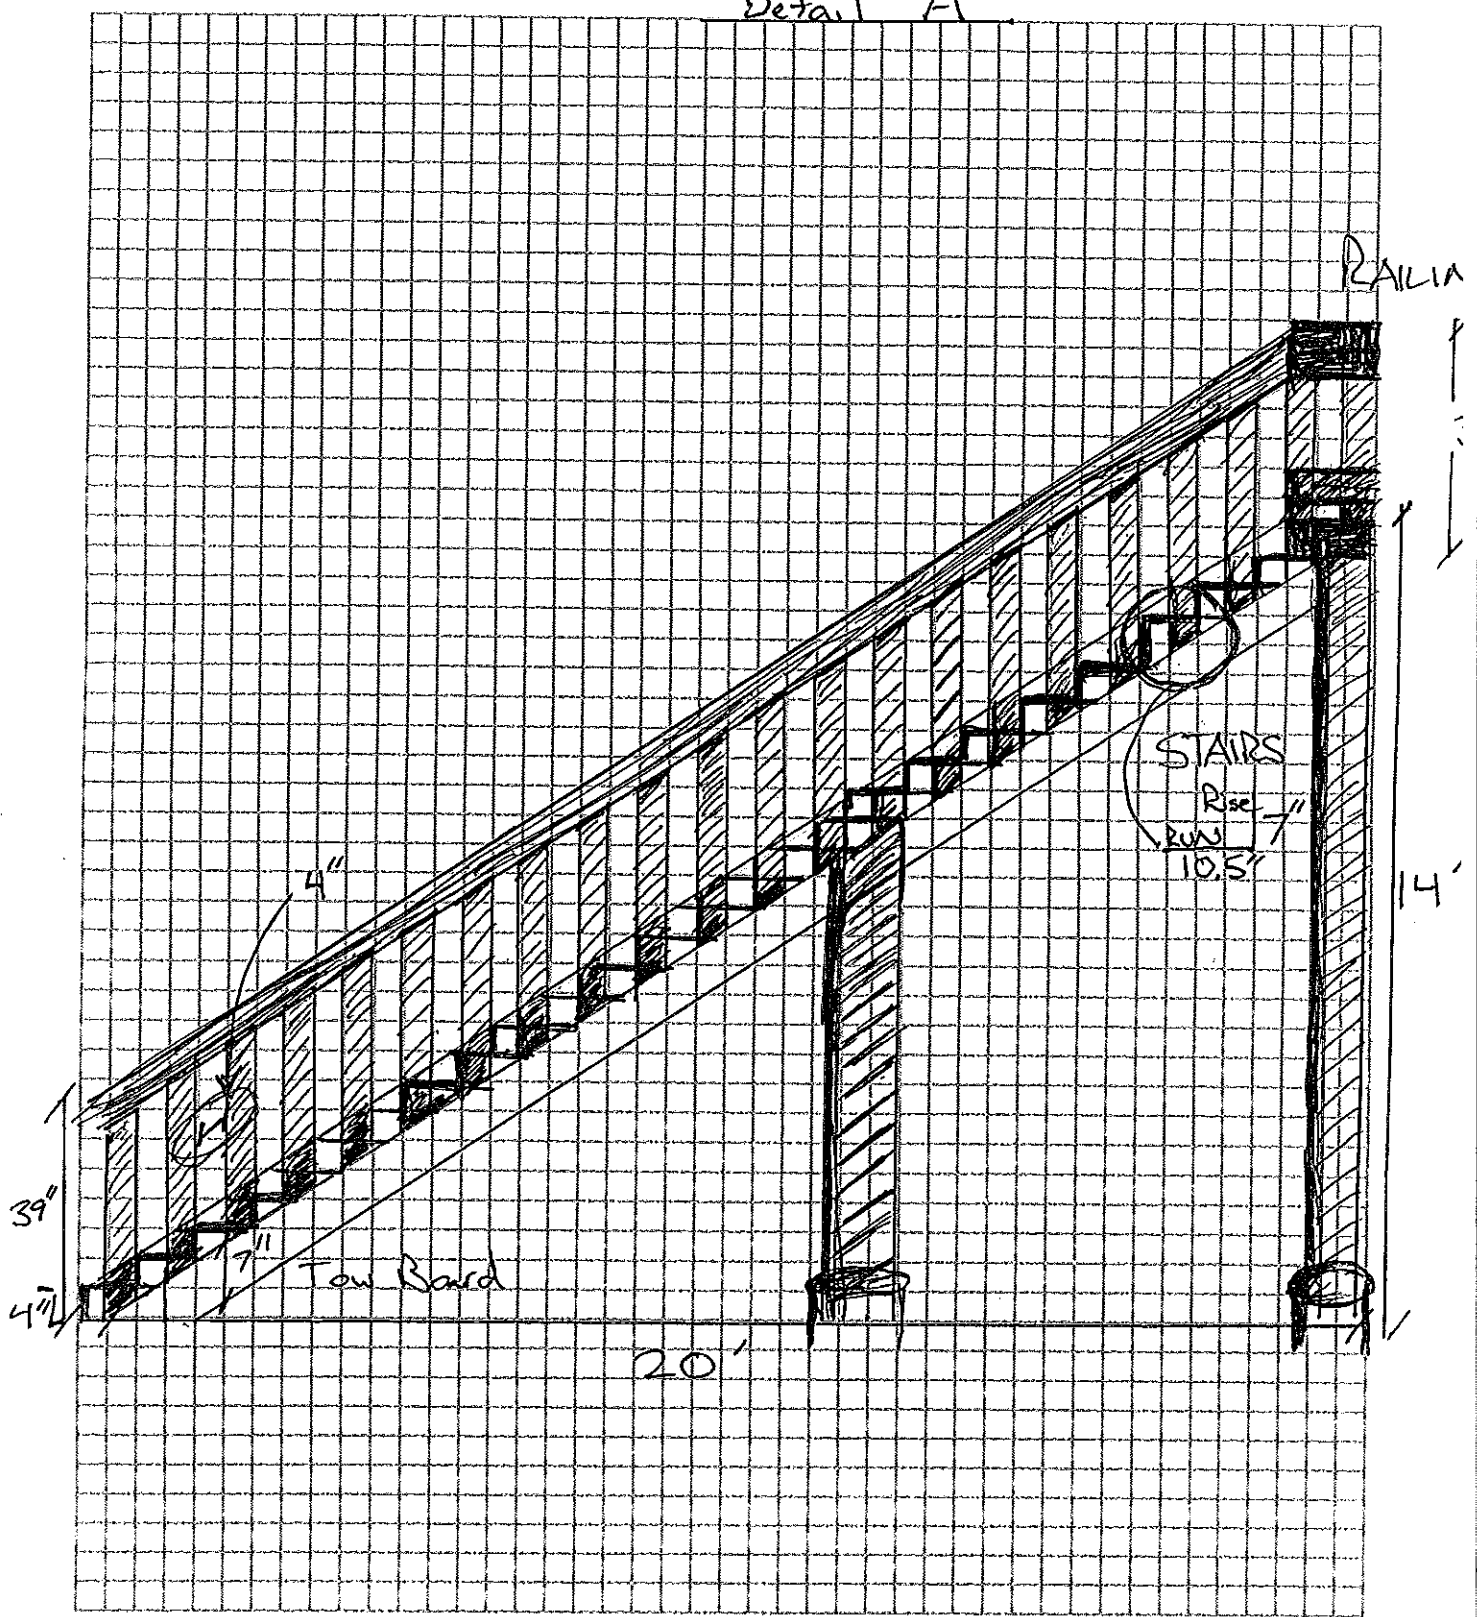 Detail A
RAILIN
4"
STAIRS
Rise 7"
RUN
10.5"
14'
39"
7"
Tow Board
4"
20'